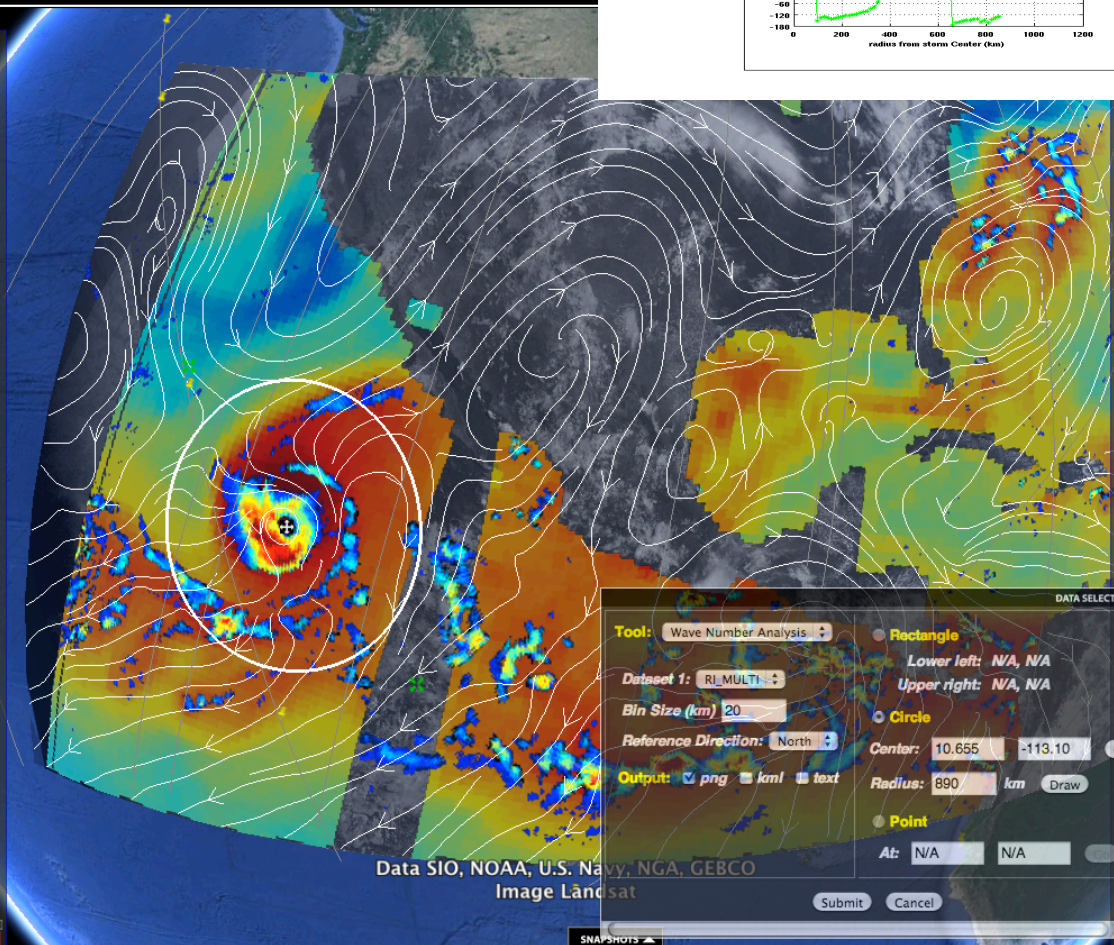 -60
-120
-180
0 200 400 600 800 1000 1200
radius from storm Center (km)
DATA SELECT
Tool: Wave Number Analysis
Dataset 1: RI_MULTI
Bin Size (km) 20
Reference Direction: North
Output: png kml text
Rectangle
Lower left: N/A, N/A
Upper right: N/A, N/A
Circle
Center: 10.655 -113.10
Radius: 890 km Draw
Point
At: N/A N/A
Submit Cancel
Data SIO, NOAA, U.S. Navy, NGA, GEBCO
Image Landsat
SNAPSHOTS